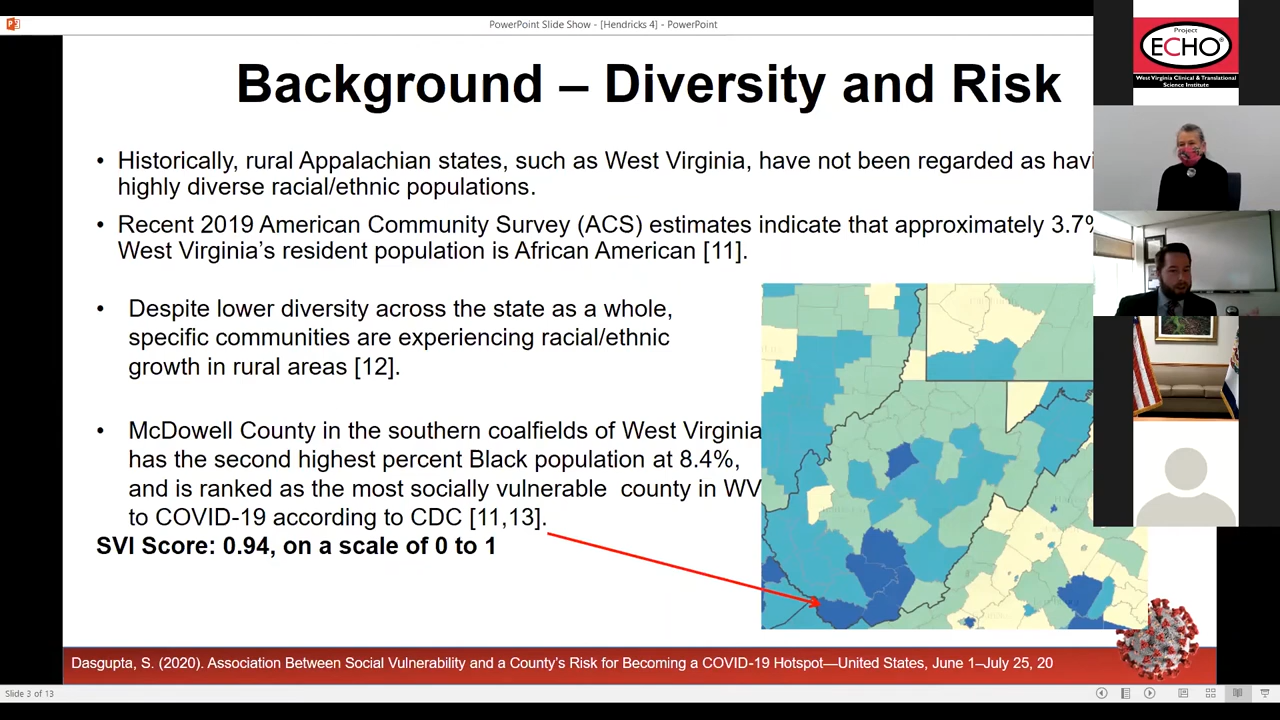 PowerPoint Slide Show - [Hendricks 4] - PowerPoint
Project
ECHO®
West Virginia Clinical & Translational
Science Institute
Background – Diversity and Risk
• Historically, rural Appalachian states, such as West Virginia, have not been regarded as havi
highly diverse racial/ethnic populations.
• Recent 2019 American Community Survey (ACS) estimates indicate that approximately 3.7%
West Virginia's resident population is African American [11].
• Despite lower diversity across the state as a whole,
specific communities are experiencing racial/ethnic
growth in rural areas [12].
• McDowell County in the southern coalfields of West Virginia
has the second highest percent Black population at 8.4%,
and is ranked as the most socially vulnerable county in WV
to COVID-19 according to CDC [11,13].
SVI Score: 0.94, on a scale of 0 to 1
Dasgupta, S. (2020). Association Between Social Vulnerability and a County's Risk for Becoming a COVID-19 Hotspot—United States, June 1–July 25, 20
Slide 3 of 13